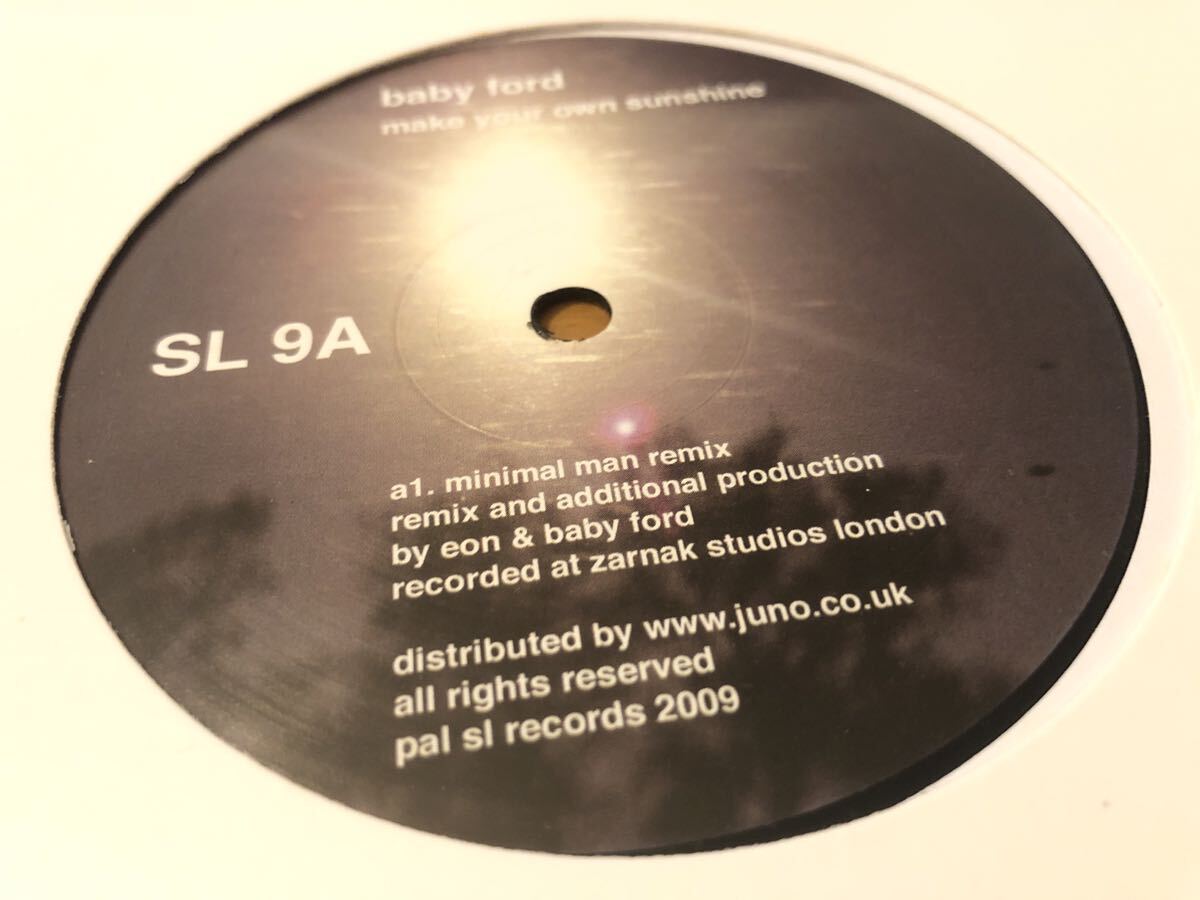 baby ford
make your own sunshine
SL 9A
a1. minimal man remix
remix and additional production
by eon & baby ford
recorded at zarnak studios london
distributed by www.juno.co.uk
all rights reserved
pal sl records 2009